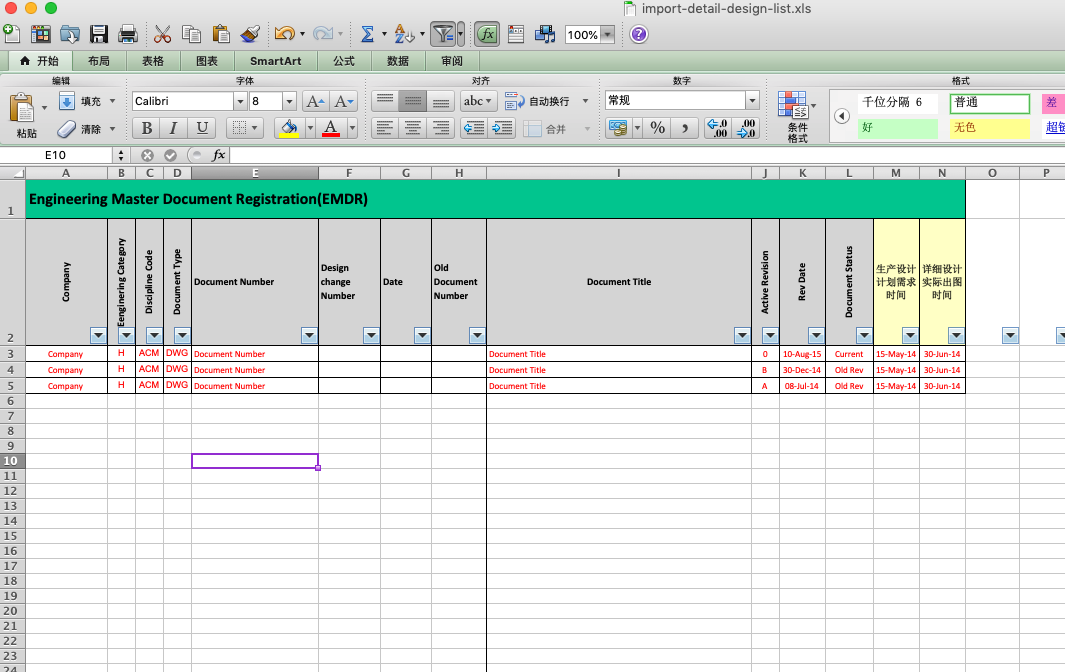 import-detail-design-list.xls
100%
开始 布局 表格 图表 SmartArt 公式 数据 审阅
编辑 字体 对齐 数字 格式
粘贴 填充 清除
Calibri 8 A A
B I U A
abc 自动换行
合并
常规
% , .0 .00 .00 .0
条件
格式
千位分隔 6 普通 差
好 无色 超
E10 fx
A B C D E F G H I J K L M N O P
1 Engineering Master Document Registration(EMDR)
2
Company
Eenginering Category
Discipline Code
Document Type
Document Number
Design
change
Number
Date
Old
Document
Number
Document Title
Active Revision
Rev Date
Document Status
生产设计
计划需求
时间
详细设计
实际出图
时间
3 Company H ACM DWG Document Number Document Title 0 10-Aug-15 Current 15-May-14 30-Jun-14
4 Company H ACM DWG Document Number Document Title B 30-Dec-14 Old Rev 15-May-14 30-Jun-14
5 Company H ACM DWG Document Number Document Title A 08-Jul-14 Old Rev 15-May-14 30-Jun-14
6
7
8
9
10
11
12
13
14
15
16
17
18
19
20
21
22
23
24